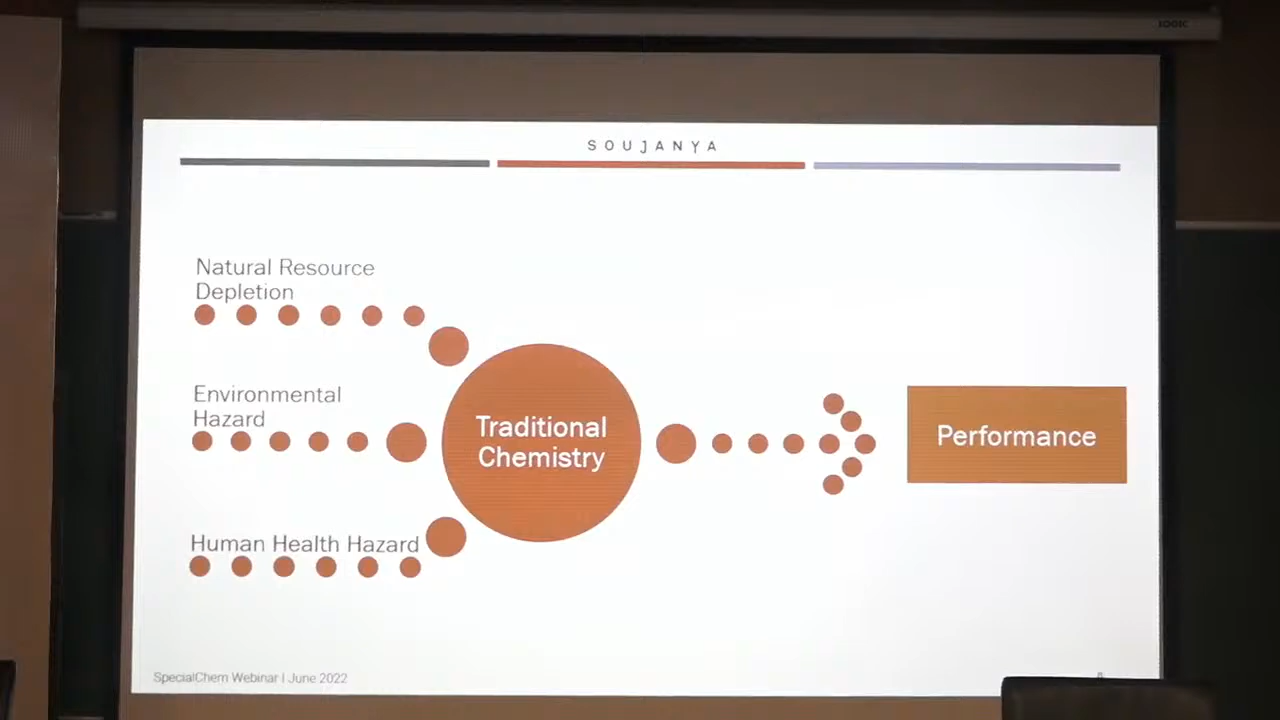 SOUJANYA
Natural Resource
Depletion
Environmental
Hazard
Traditional
Chemistry
Performance
Human Health Hazard
SpecialChem Webinar | June 2022